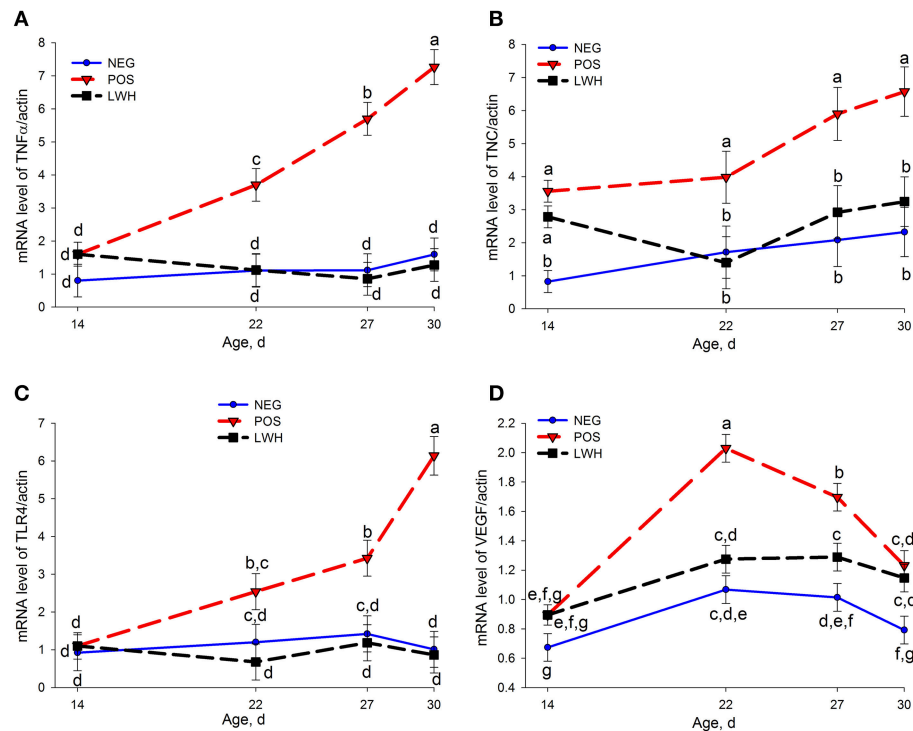 A
mRNA level of TNFα/actin
8
7
6
5
4
3
2
1
0
NEG
POS
LWH
a
b
c
d
d
d
d
d
d
d
d
d
14
22
27
30
Age, d
B
mRNA level of TNC/actin
8
7
6
5
4
3
2
1
0
NEG
POS
LWH
a
a
a
a
a
b
b
b
b
b
b
b
14
22
27
30
Age, d
C
mRNA level of TLR4/actin
7
6
5
4
3
2
1
0
NEG
POS
LWH
a
b
b,c
c,d
c,d
d
d
d
d
d
d
d
14
22
27
30
Age, d
D
mRNA level of VEGF/actin
2.2
2.0
1.8
1.6
1.4
1.2
1.0
0.8
0.6
0.4
NEG
POS
LWH
a
b
c,d
c
c,d
e,f,g
e,f,g
c,d,e
d,e,f
c,d
f,g
g
14
22
27
30
Age, d